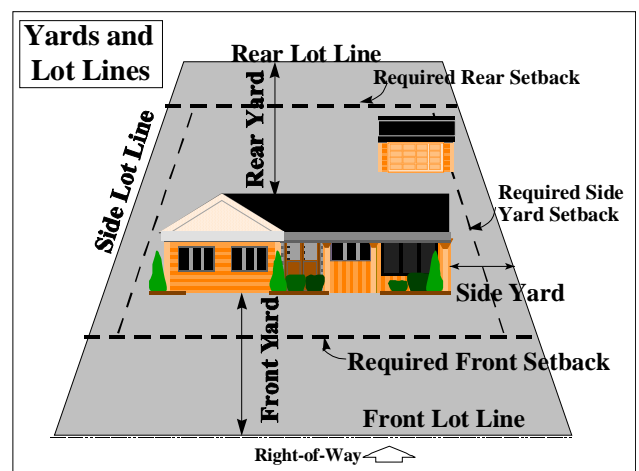 Yards and
Lot Lines
Rear Lot Line
Required Rear Setback
Rear Yard
Side Lot Line
Required Side
Yard Setback
Side Yard
Front Yard
Required Front Setback
Front Lot Line
Right-of-Way